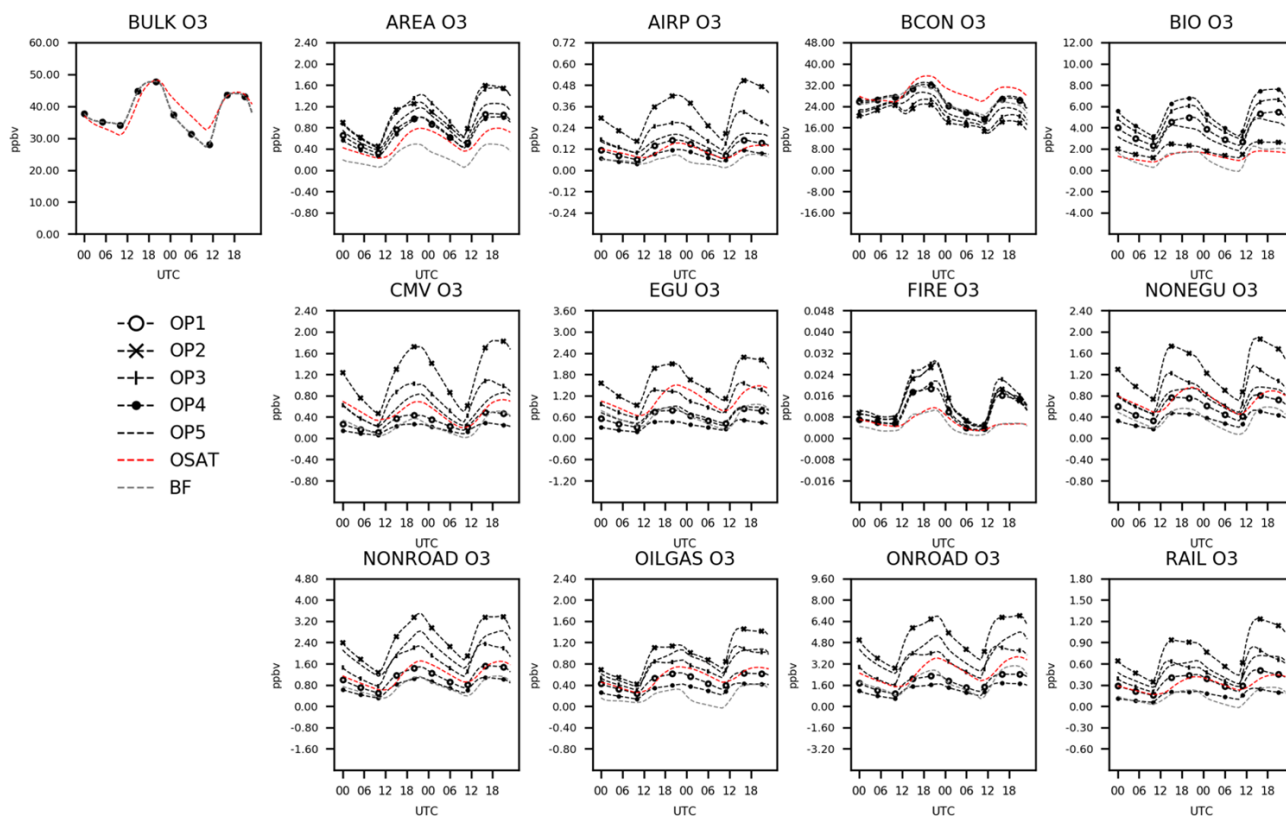 BULK O3 AREA O3 AIRP O3 BCON O3 BIO O3
60.00 2.40 0.72 48.00 12.00
2.00 0.60 40.00 10.00
50.00 1.60 0.48 32.00 8.00
40.00 1.20 0.36 24.00 6.00
0.80 0.24 16.00 4.00
30.00 0.40 0.12 8.00 2.00
20.00 0.00 0.00 0.00 0.00
10.00 -0.40 -0.12 -8.00 -2.00
-0.80 -0.24 -16.00 -4.00
0.00
ppbv ppbv ppbv ppbv ppbv
00 06 12 18 00 06 12 18 00 06 12 18 00 06 12 18 00 06 12 18 00 06 12 18 00 06 12 18 00 06 12 18 00 06 12 18 00 06 12 18
UTC UTC UTC UTC UTC
CMV O3 EGU O3 FIRE O3 NONEGU O3
OP1
OP2
OP3
OP4
OP5
OSAT
BF
2.40 3.60 0.048 2.40
2.00 3.00 0.040 2.00
1.60 2.40 0.032 1.60
1.20 1.80 0.024 1.20
0.80 1.20 0.016 0.80
0.40 0.60 0.008 0.40
0.00 0.00 0.000 0.00
-0.40 -0.60 -0.008 -0.40
-0.80 -1.20 -0.016 -0.80
ppbv ppbv ppbv ppbv
00 06 12 18 00 06 12 18 00 06 12 18 00 06 12 18 00 06 12 18 00 06 12 18 00 06 12 18 00 06 12 18
UTC UTC UTC UTC
NONROAD O3 OILGAS O3 ONROAD O3 RAIL O3
4.80 2.40 9.60 1.80
4.00 2.00 8.00 1.50
3.20 1.60 6.40 1.20
2.40 1.20 4.80 0.90
1.60 0.80 3.20 0.60
0.80 0.40 1.60 0.30
0.00 0.00 0.00 0.00
-0.80 -0.40 -1.60 -0.30
-1.60 -0.80 -3.20 -0.60
ppbv ppbv ppbv ppbv
00 06 12 18 00 06 12 18 00 06 12 18 00 06 12 18 00 06 12 18 00 06 12 18 00 06 12 18 00 06 12 18
UTC UTC UTC UTC